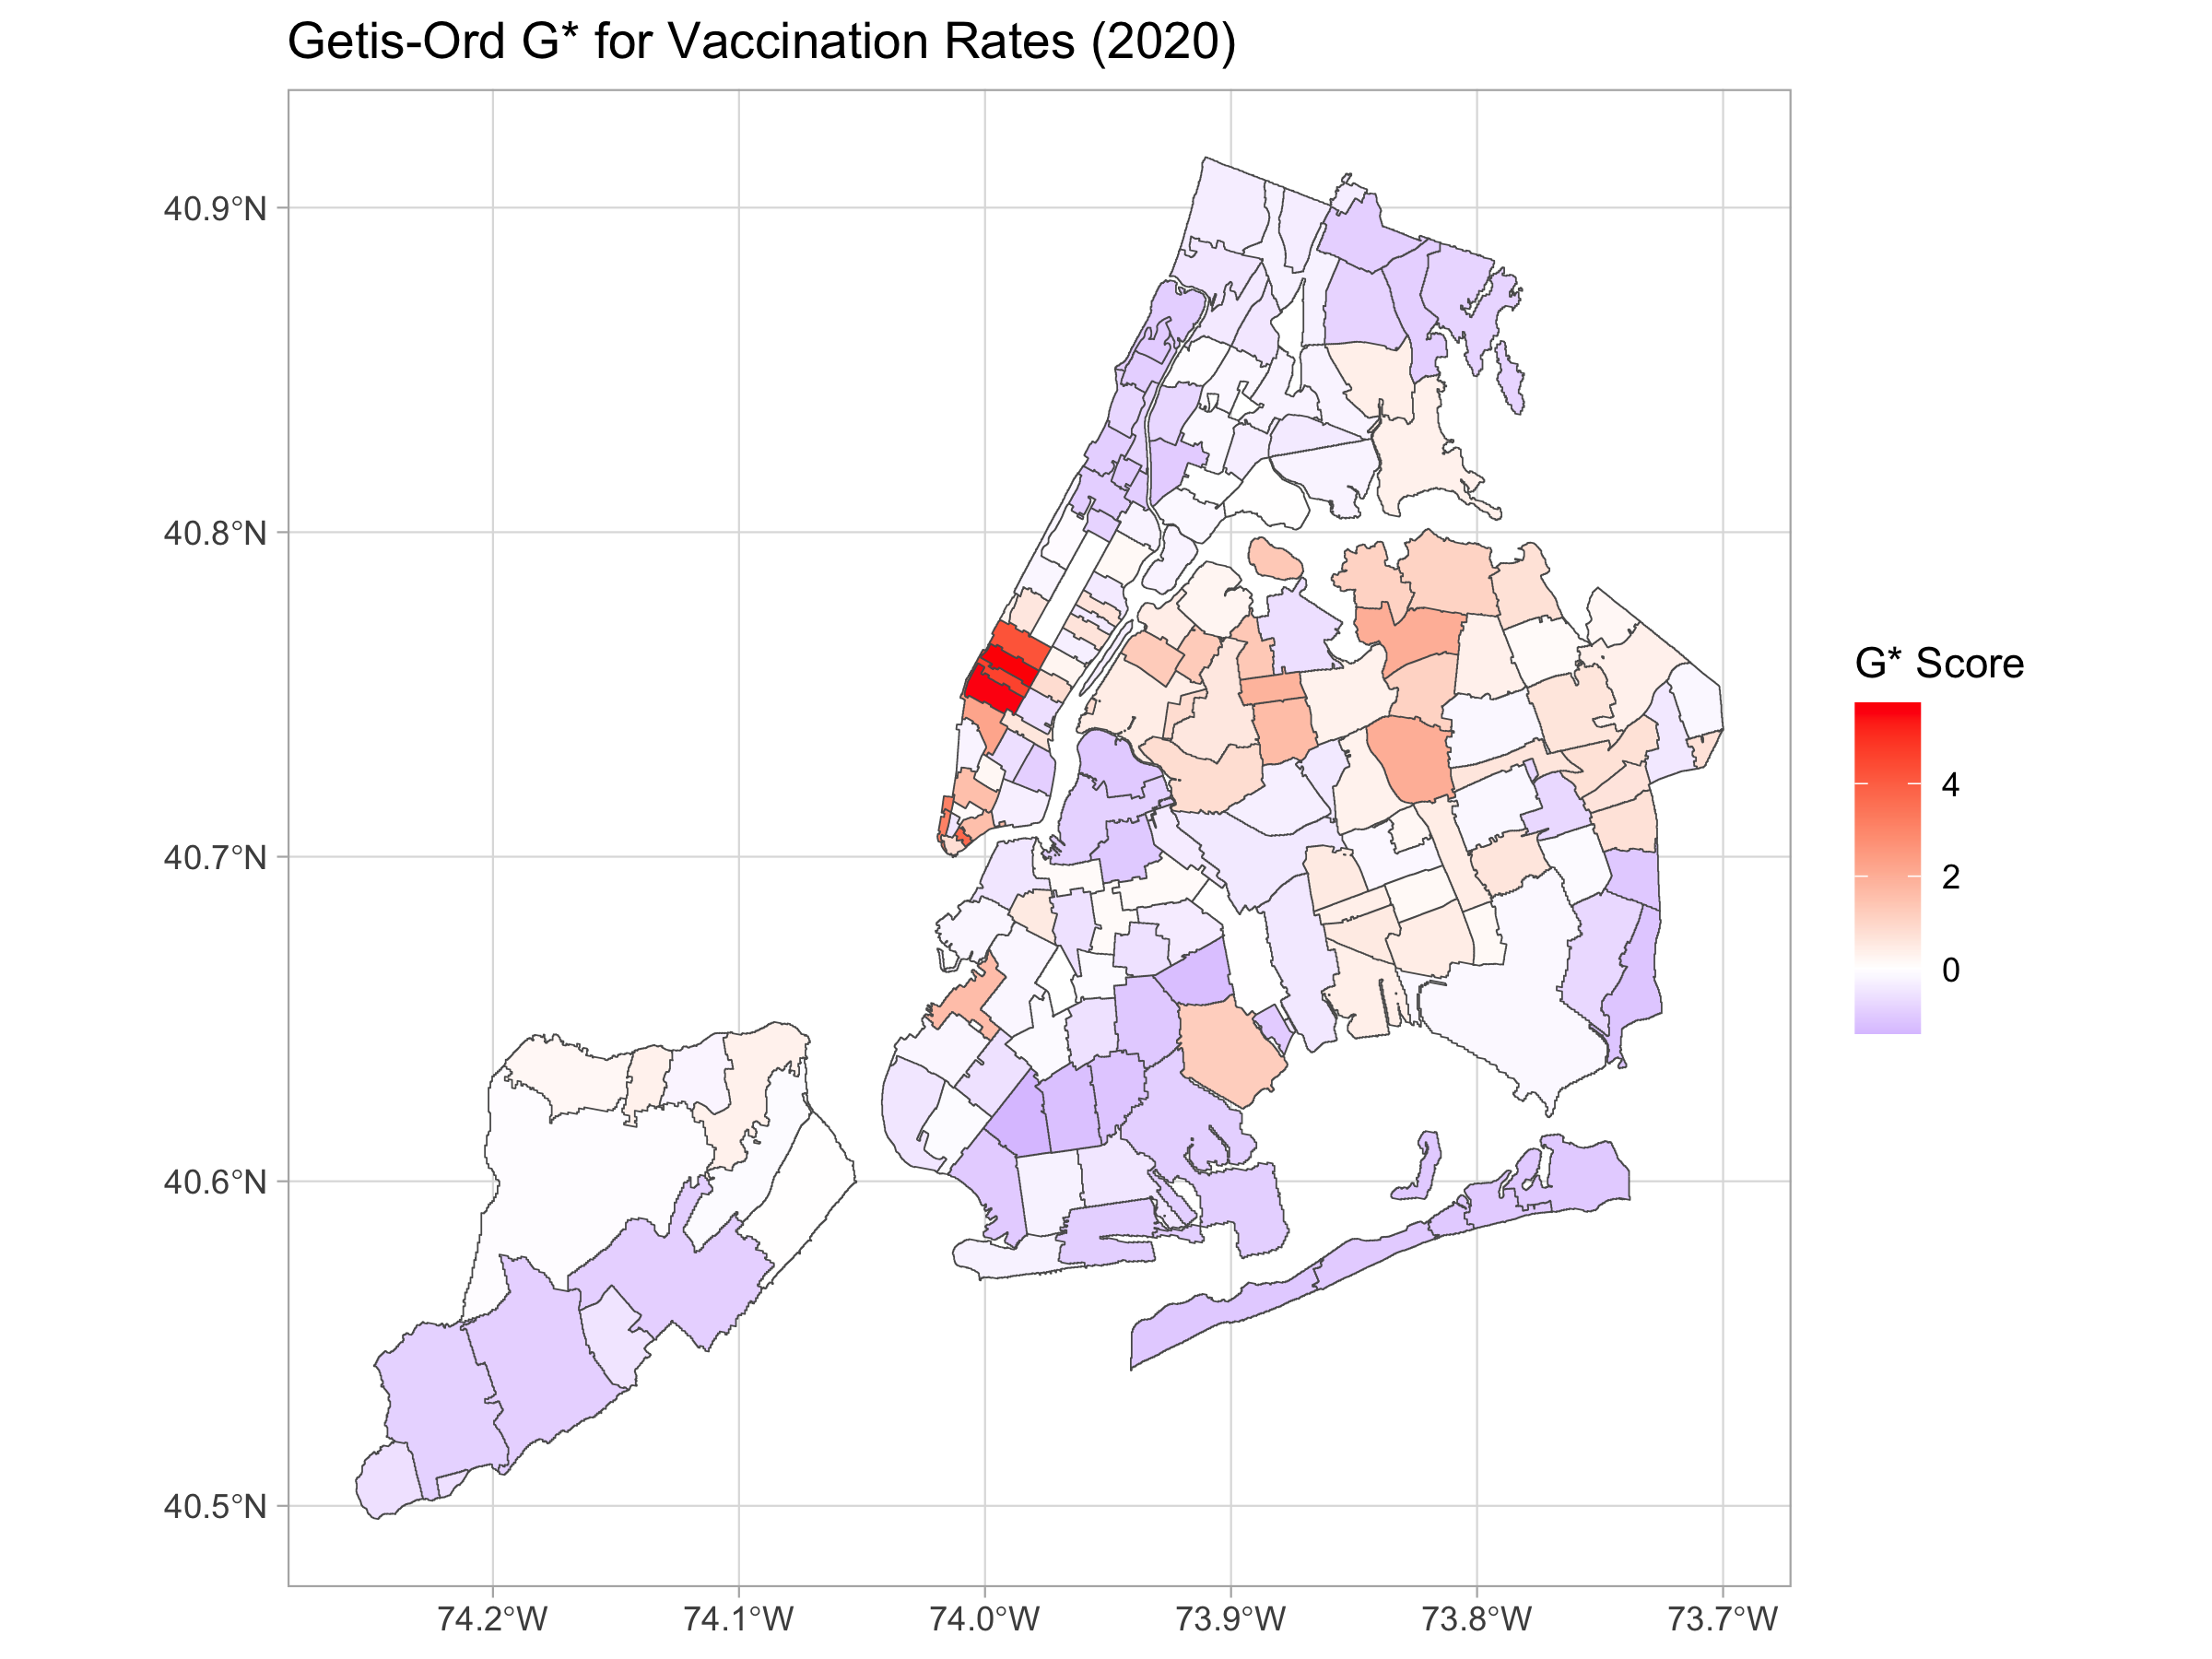 Getis-Ord G* for Vaccination Rates (2020)
40.9°N
40.8°N
40.7°N
40.6°N
40.5°N
74.2°W 74.1°W 74.0°W 73.9°W 73.8°W 73.7°W
G* Score
4
2
0